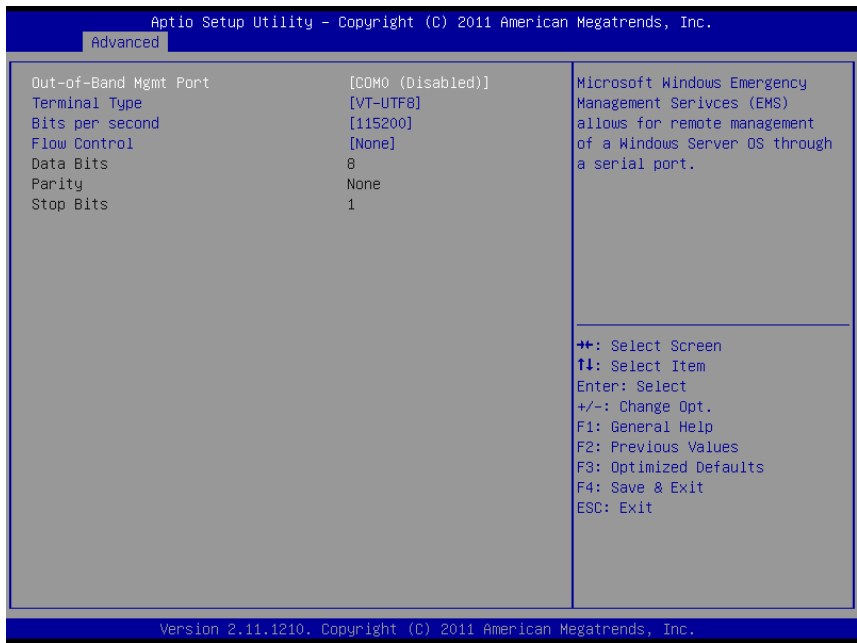 Aptio Setup Utility – Copyright (C) 2011 American Megatrends, Inc.
Advanced
Out-of-Band Mgmt Port [COM0 (Disabled)]
Terminal Type [VT-UTF8]
Bits per second [115200]
Flow Control [None]
Data Bits 8
Parity None
Stop Bits 1
Microsoft Windows Emergency
Management Serivces (EMS)
allows for remote management
of a Windows Server OS through
a serial port.
→←: Select Screen
↑↓: Select Item
Enter: Select
+/-: Change Opt.
F1: General Help
F2: Previous Values
F3: Optimized Defaults
F4: Save & Exit
ESC: Exit
Version 2.11.1210. Copyright (C) 2011 American Megatrends, Inc.